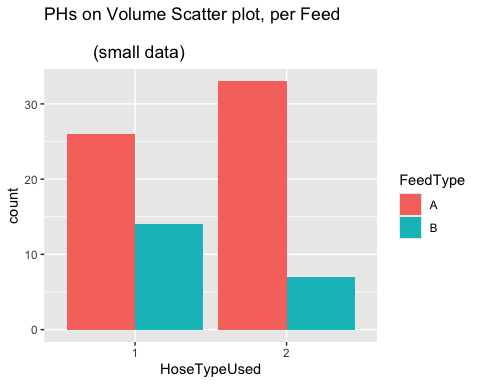 PHs on Volume Scatter plot, per Feed
(small data)
30
20
10
0
count
1
2
HoseTypeUsed
FeedType
A
B